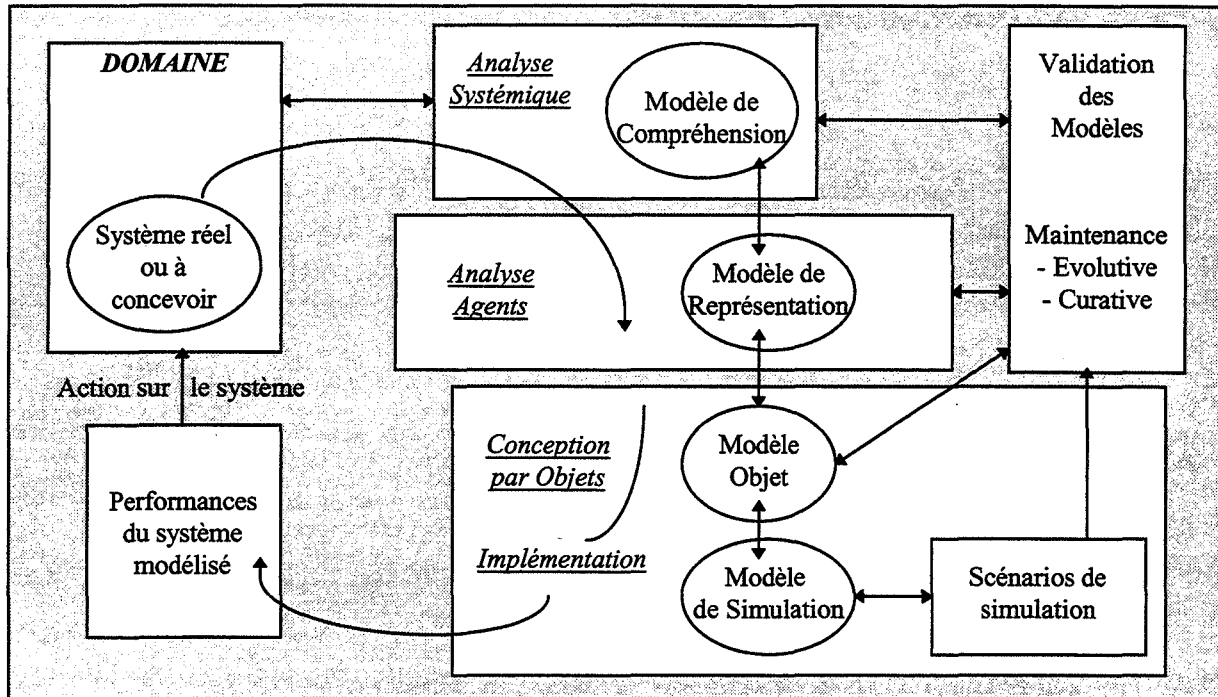 DOMAINE
Système réel
ou à
concevoir
Action sur le système
Performances
du système
modélisé
Analyse
Systémique
Modèle de
Compréhension
Analyse
Agents
Modèle de
Représentation
Conception
par Objets
Implémentation
Modèle
Objet
Modèle
de Simulation
Scénarios de
simulation
Validation
des
Modèles
Maintenance
- Evolutive
- Curative